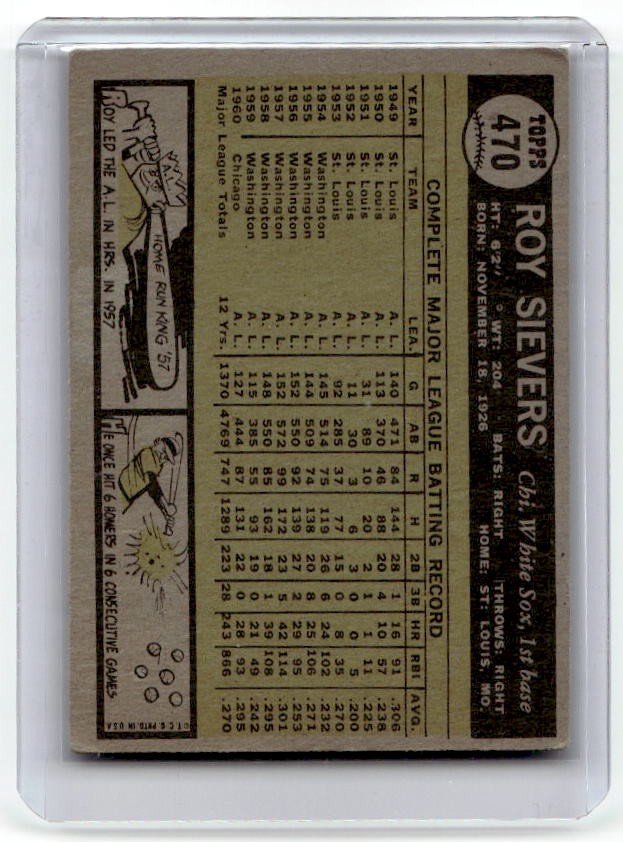 TOPPS
470
ROY SIEVERS Chi. White Sox, 1st base
HT: 6'2" • WT: 204 • BATS: RIGHT THROWS: RIGHT
BORN: NOVEMBER 18, 1926 HOME: ST. LOUIS, MO.
COMPLETE MAJOR LEAGUE BATTING RECORD
YEAR TEAM LEA. G AB R H 2B 3B HR RBI AVG.
1949 St. Louis A. L. 140 471 84 144 28 1 16 91 .306
1950 St. Louis A. L. 113 370 46 88 20 4 10 57 .238
1951 St. Louis A. L. 31 89 10 20 2 1 1 11 .225
1952 St. Louis A. L. 11 30 3 6 3 0 0 5 .200
1953 St. Louis A. L. 92 285 37 77 15 0 8 35 .270
1954 Washington A. L. 145 514 75 119 26 6 24 102 .232
1955 Washington A. L. 144 509 74 138 20 8 25 106 .271
1956 Washington A. L. 152 550 92 139 27 2 29 95 .253
1957 Washington A. L. 152 572 99 172 23 5 42 114 .301
1958 Washington A. L. 148 550 85 162 18 1 39 108 .295
1959 Washington A. L. 115 385 55 93 19 0 21 49 .242
1960 Chicago A. L. 127 444 87 131 22 0 28 93 .295
Major League Totals 12 Yrs. 1370 4769 747 1289 223 28 243 866 .270
A.L.
HOME RUN KING '57
ROY LED THE A.L. IN HRS. IN 1957
HE ONCE HIT 6 HOMERS IN 6 CONSECUTIVE GAMES
© T.C.G. PRTD. IN U.S.A.